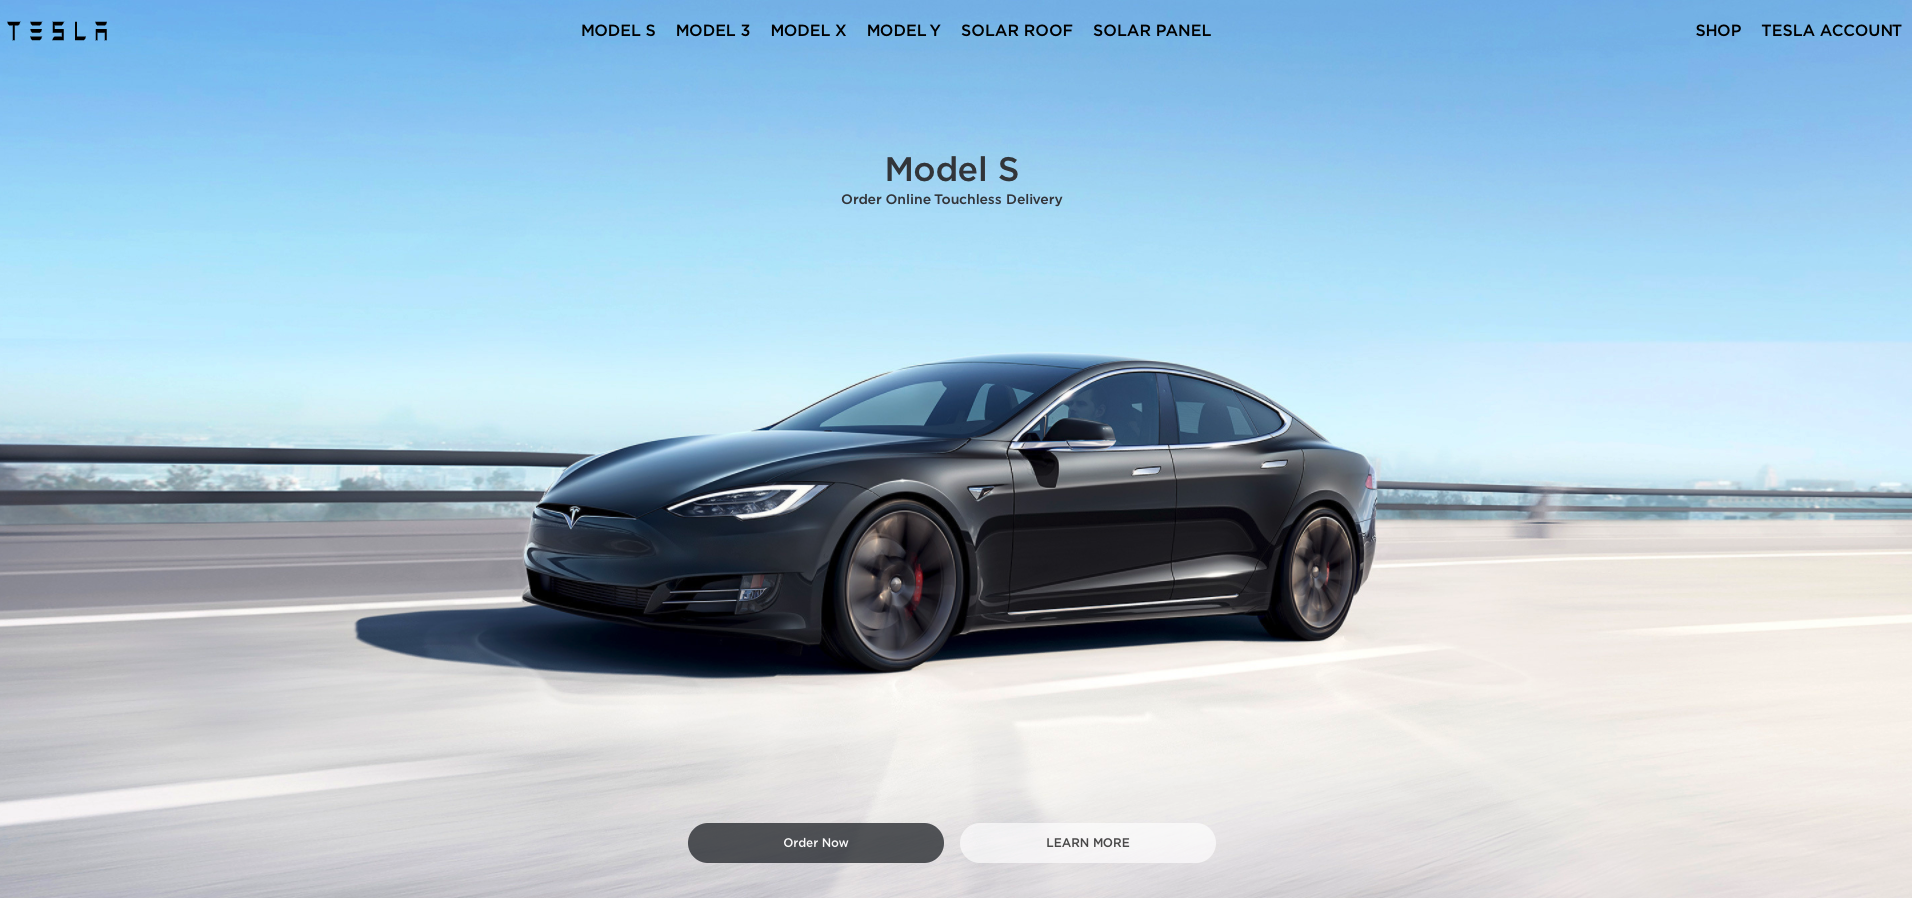 TESLA MODEL S MODEL 3 MODEL X MODEL Y SOLAR ROOF SOLAR PANEL SHOP TESLA ACCOUNT
Model S
Order Online Touchless Delivery
Order Now LEARN MORE